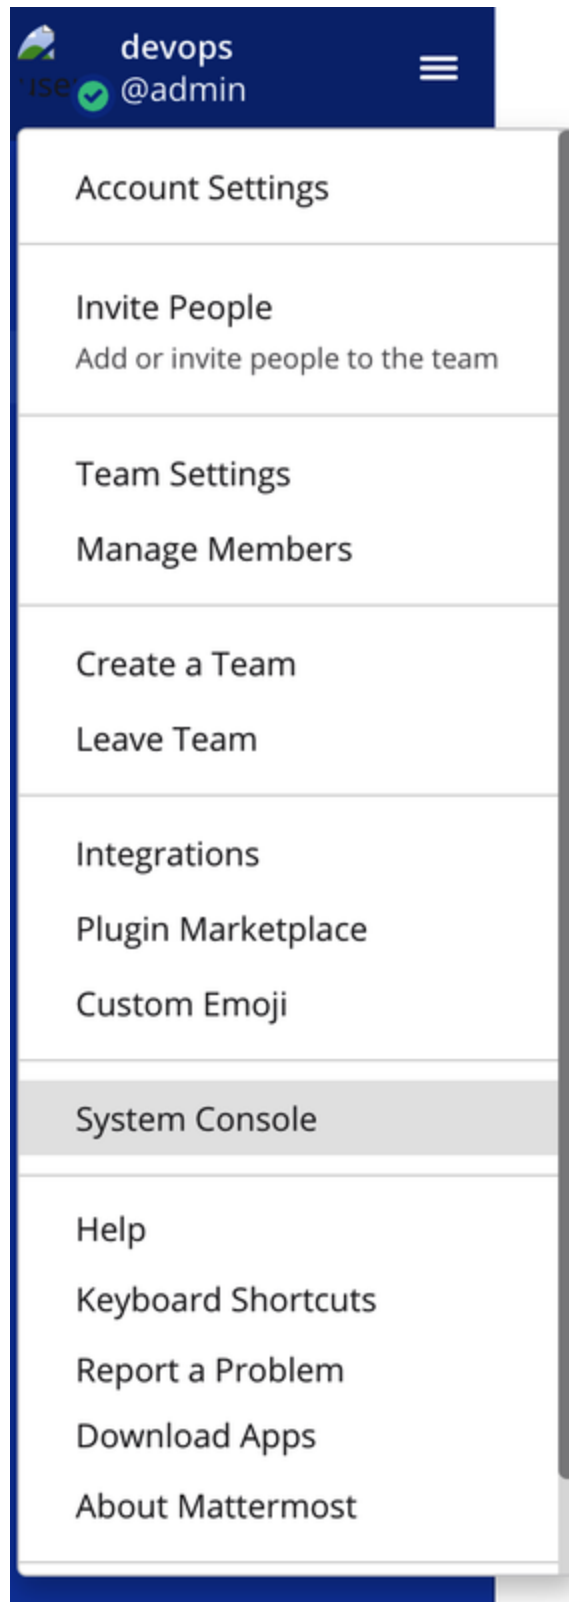 devops
use
@admin
Account Settings
Invite People
Add or invite people to the team
Team Settings
Manage Members
Create a Team
Leave Team
Integrations
Plugin Marketplace
Custom Emoji
System Console
Help
Keyboard Shortcuts
Report a Problem
Download Apps
About Mattermost